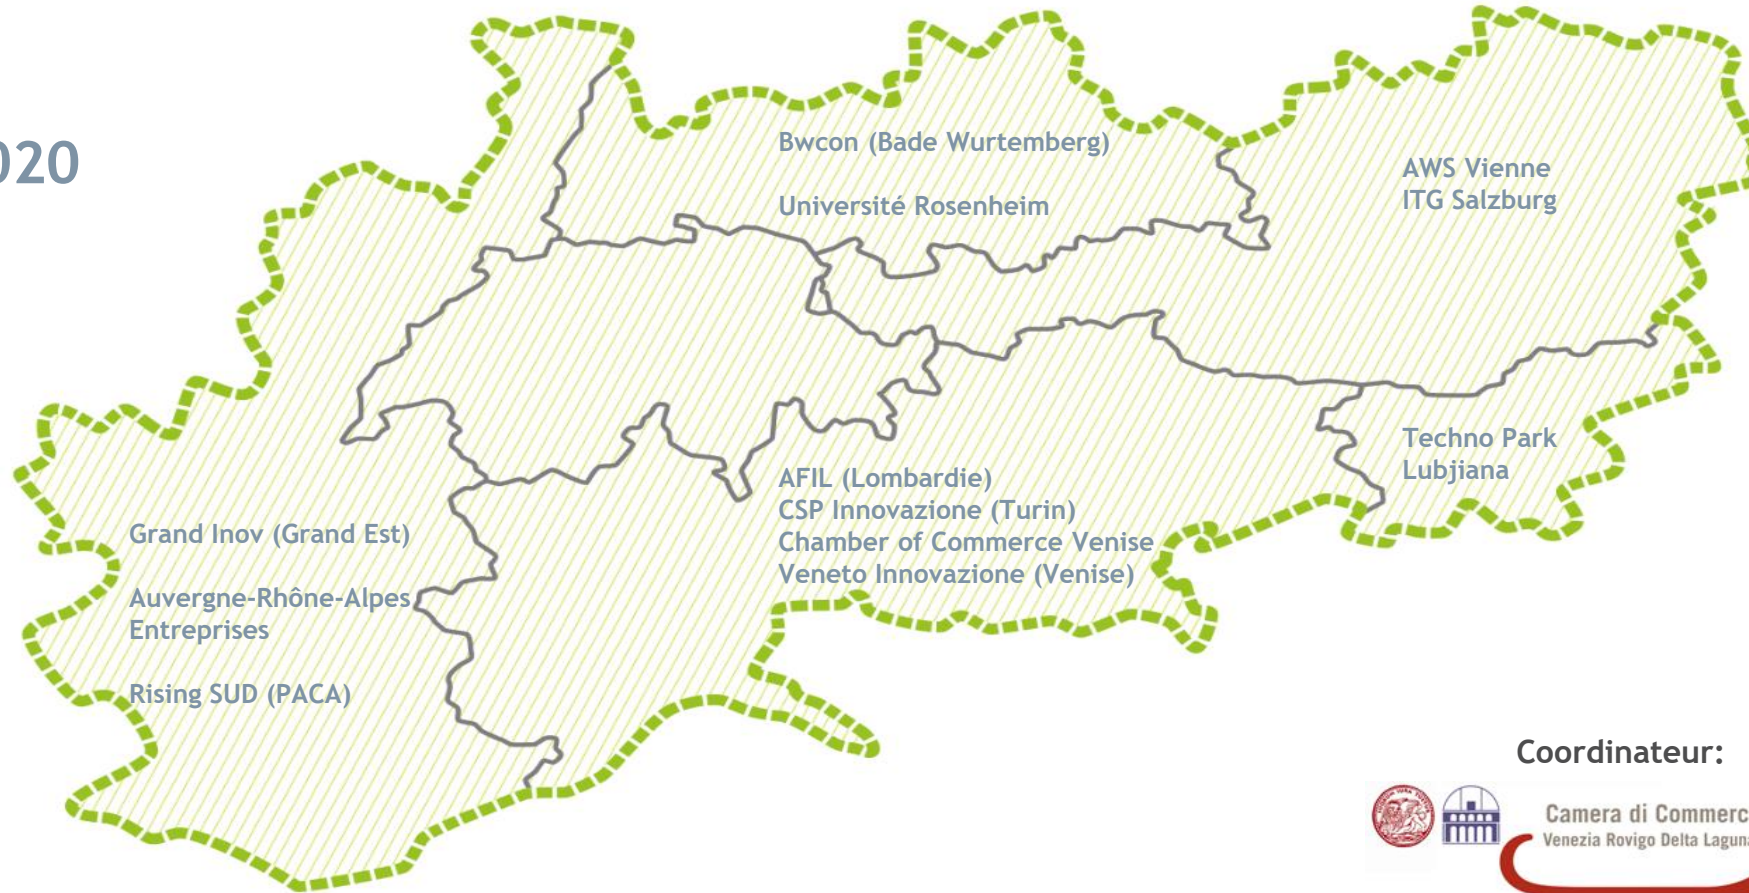 020
Bwcon (Bade Wurtemberg)
Université Rosenheim
AWS Vienne
ITG Salzburg
Techno Park
Lubjiana
AFIL (Lombardie)
CSP Innovazione (Turin)
Chamber of Commerce Venise
Veneto Innovazione (Venise)
Grand Inov (Grand Est)
Auvergne-Rhône-Alpes
Entreprises
Rising SUD (PACA)
Coordinateur:
Camera di Commerc
Venezia Rovigo Delta Laguna